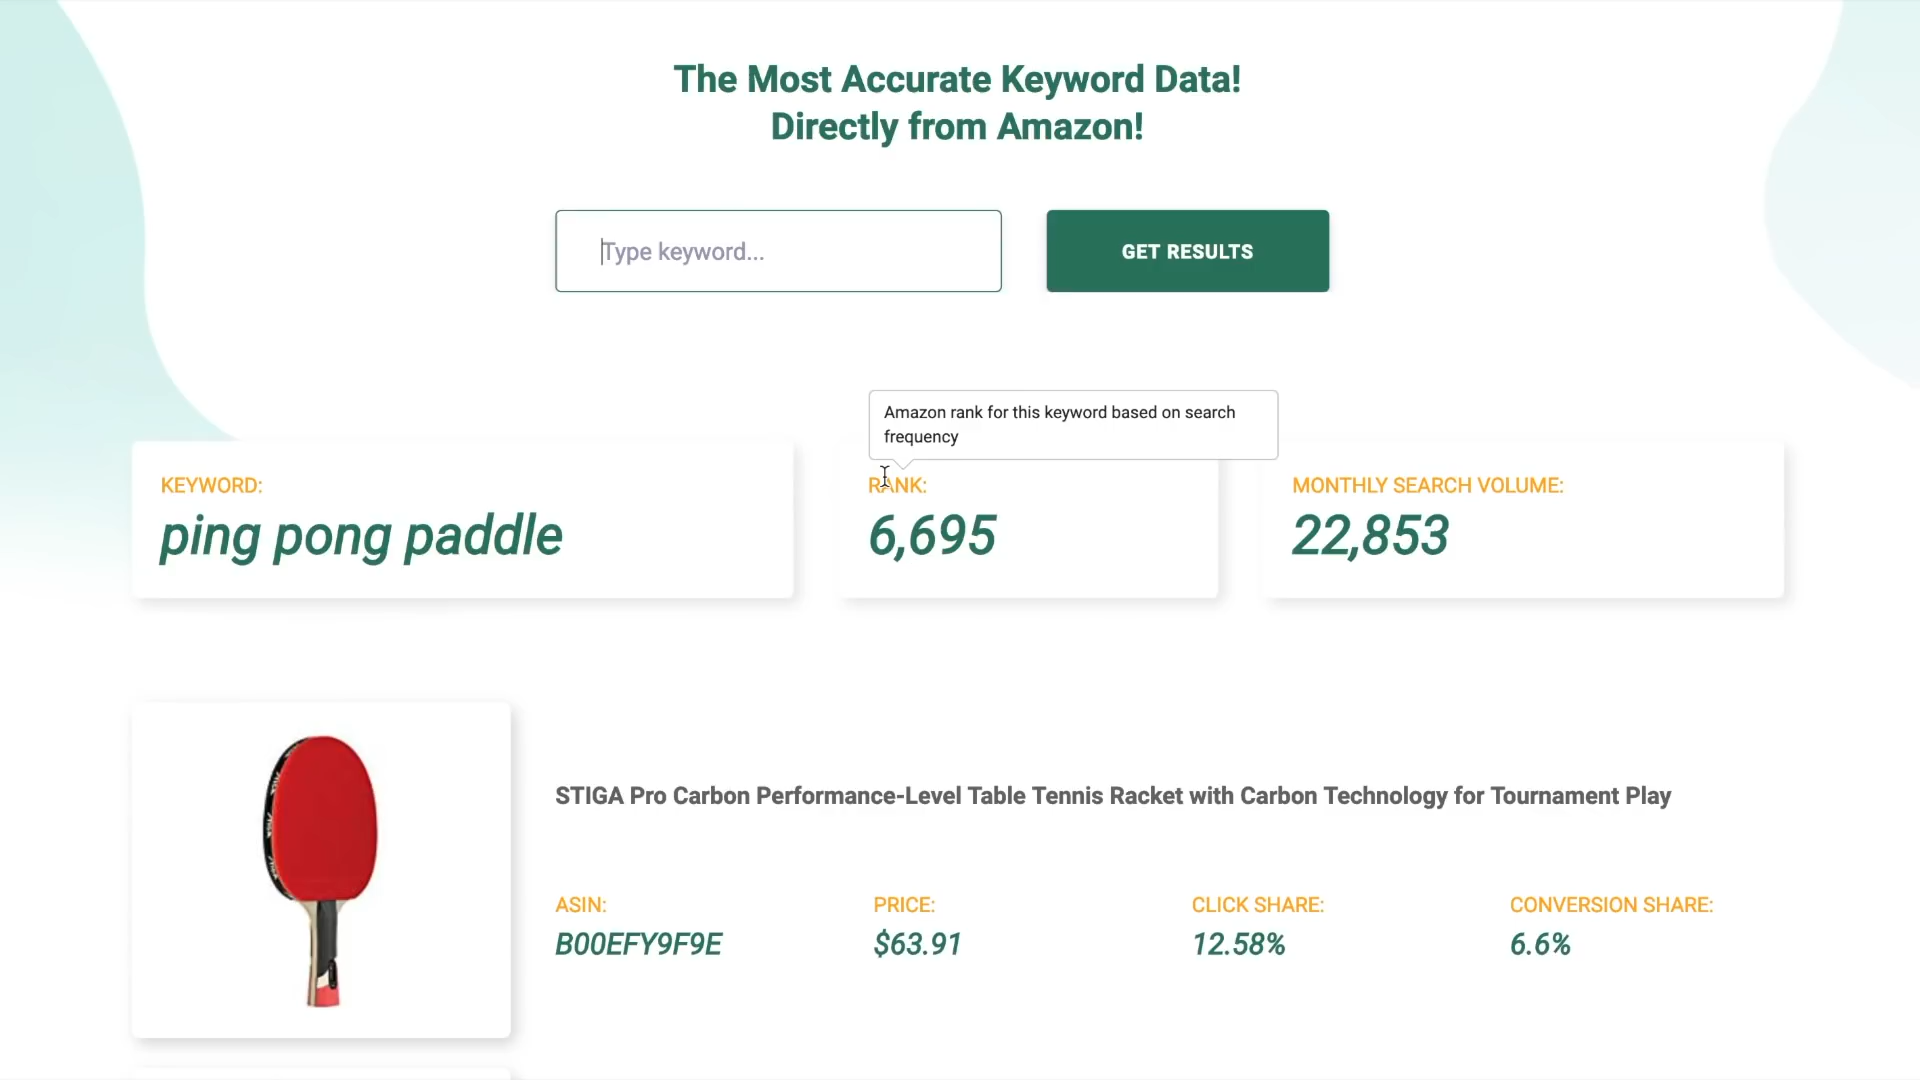 The Most Accurate Keyword Data!
Directly from Amazon!
Type keyword...
GET RESULTS
Amazon rank for this keyword based on search
frequency
KEYWORD:
ping pong paddle
RANK:
6,695
MONTHLY SEARCH VOLUME:
22,853
STIGA Pro Carbon Performance-Level Table Tennis Racket with Carbon Technology for Tournament Play
ASIN:
B00EFY9F9E
PRICE:
$63.91
CLICK SHARE:
12.58%
CONVERSION SHARE:
6.6%